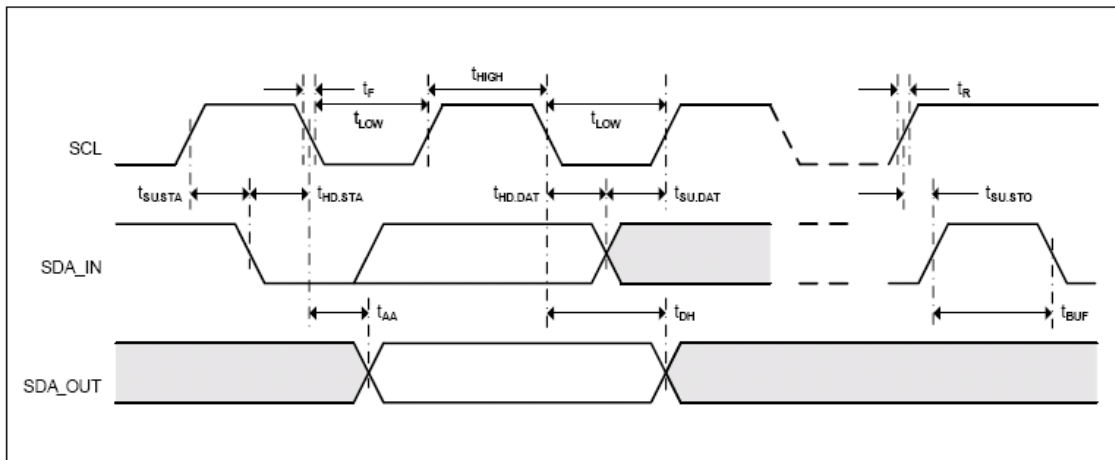 tF
tHIGH
tR
tLOW
tLOW
SCL
tSU.STA
tHD.STA
tHD.DAT
tSU.DAT
tSU.STO
SDA_IN
tAA
tDH
tBUF
SDA_OUT